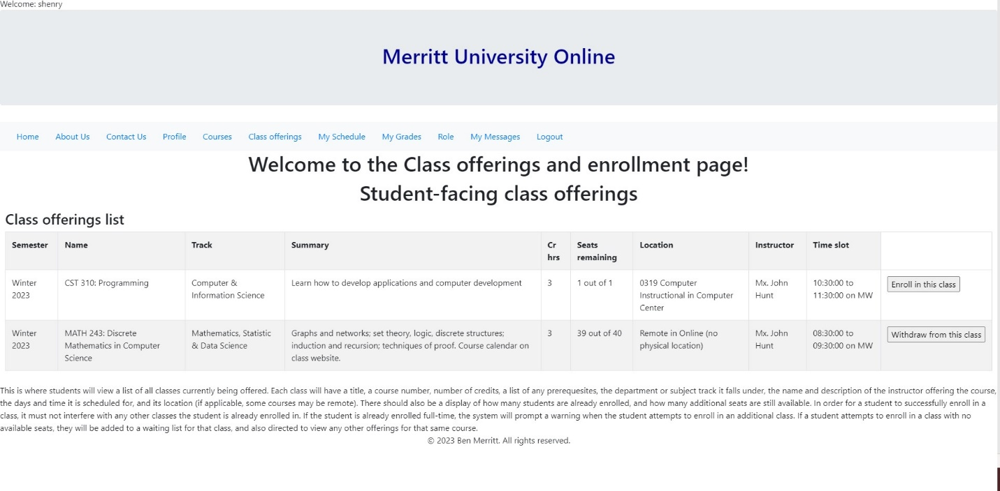 Welcome: shenry
Merritt University Online
Home About Us Contact Us Profile Courses Class offerings My Schedule My Grades Role My Messages Logout
Welcome to the Class offerings and enrollment page!
Student-facing class offerings
Class offerings list
Semester Name Track Summary Cr hrs Seats remaining Location Instructor Time slot
Winter 2023 CST 310: Programming Computer & Information Science Learn how to develop applications and computer development 3 1 out of 1 0319 Computer Instructional in Computer Center Mx. John Hunt 10:30:00 to 11:30:00 on MW Enroll in this class
Winter 2023 MATH 243: Discrete Mathematics in Computer Science Mathematics, Statistic & Data Science Graphs and networks; set theory, logic, discrete structures; induction and recursion; techniques of proof. Course calendar on class website. 3 39 out of 40 Remote in Online (no physical location) Mx. John Hunt 08:30:00 to 09:30:00 on MW Withdraw from this class
This is where students will view a list of all classes currently being offered. Each class will have a title, a course number, number of credits, a list of any prerequesites, the department or subject track it falls under, the name and description of the instructor offering the course,
the days and time it is scheduled for, and its location (if applicable, some courses may be remote). There should also be a display of how many students are already enrolled, and how many additional seats are still available. In order for a student to successfully enroll in a
class, it must not interfere with any other classes the student is already enrolled in. If the student is already enrolled full-time, the system will prompt a warning when the student attempts to enroll in an additional class. If a student attempts to enroll in a class with no
available seats, they will be added to a waiting list for that class, and also directed to view any other offerings for that same course.
© 2023 Ben Merritt. All rights reserved.